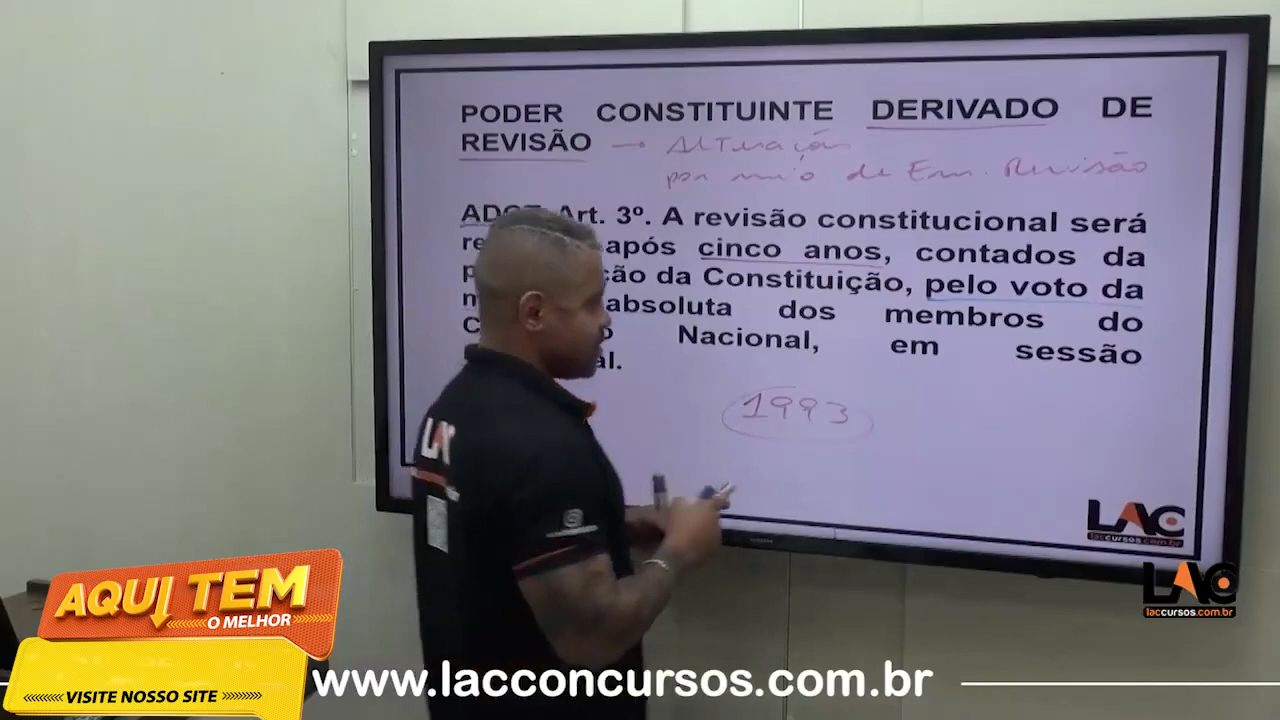 PODER CONSTITUINTE DERIVADO DE
REVISÃO → Alteração
por meio de Em. Revisão
Art. 3º. A revisão constitucional será
após cinco anos, contados da
da Constituição, pelo voto da
absoluta dos membros do
Nacional, em sessão
1993
LAC
laccursos.com.br
LAC
laccursos.com.br
LAC
AQUI TEM
O MELHOR
VISITE NOSSO SITE
www.lacconcursos.com.br